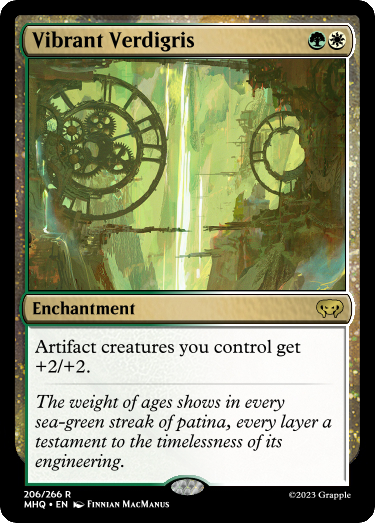 Vibrant Verdigris
Enchantment
Artifact creatures you control get
+2/+2.
The weight of ages shows in every
sea-green streak of patina, every layer a
testament to the timelessness of its
engineering.
206/266 R
MHQ • EN Finnian MacManus
©2023 Grapple